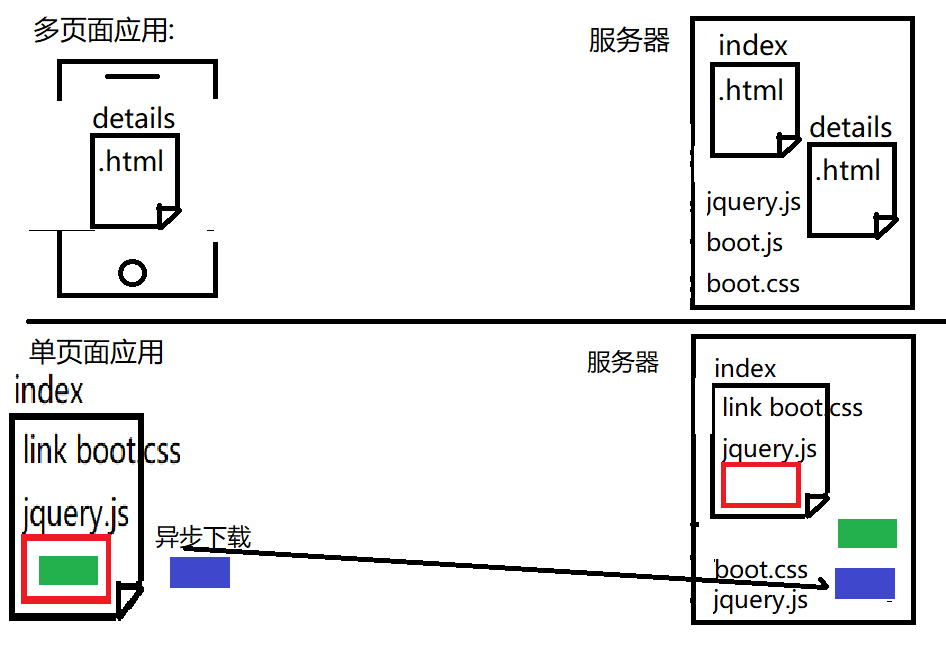 多页面应用:
服务器
details
.html
index
.html
details
.html
jquery.js
boot.js
boot.css
单页面应用
服务器
index
link boot.css
jquery.js
异步下载
index
link boot.css
jquery.js
boot.css
jquery.js